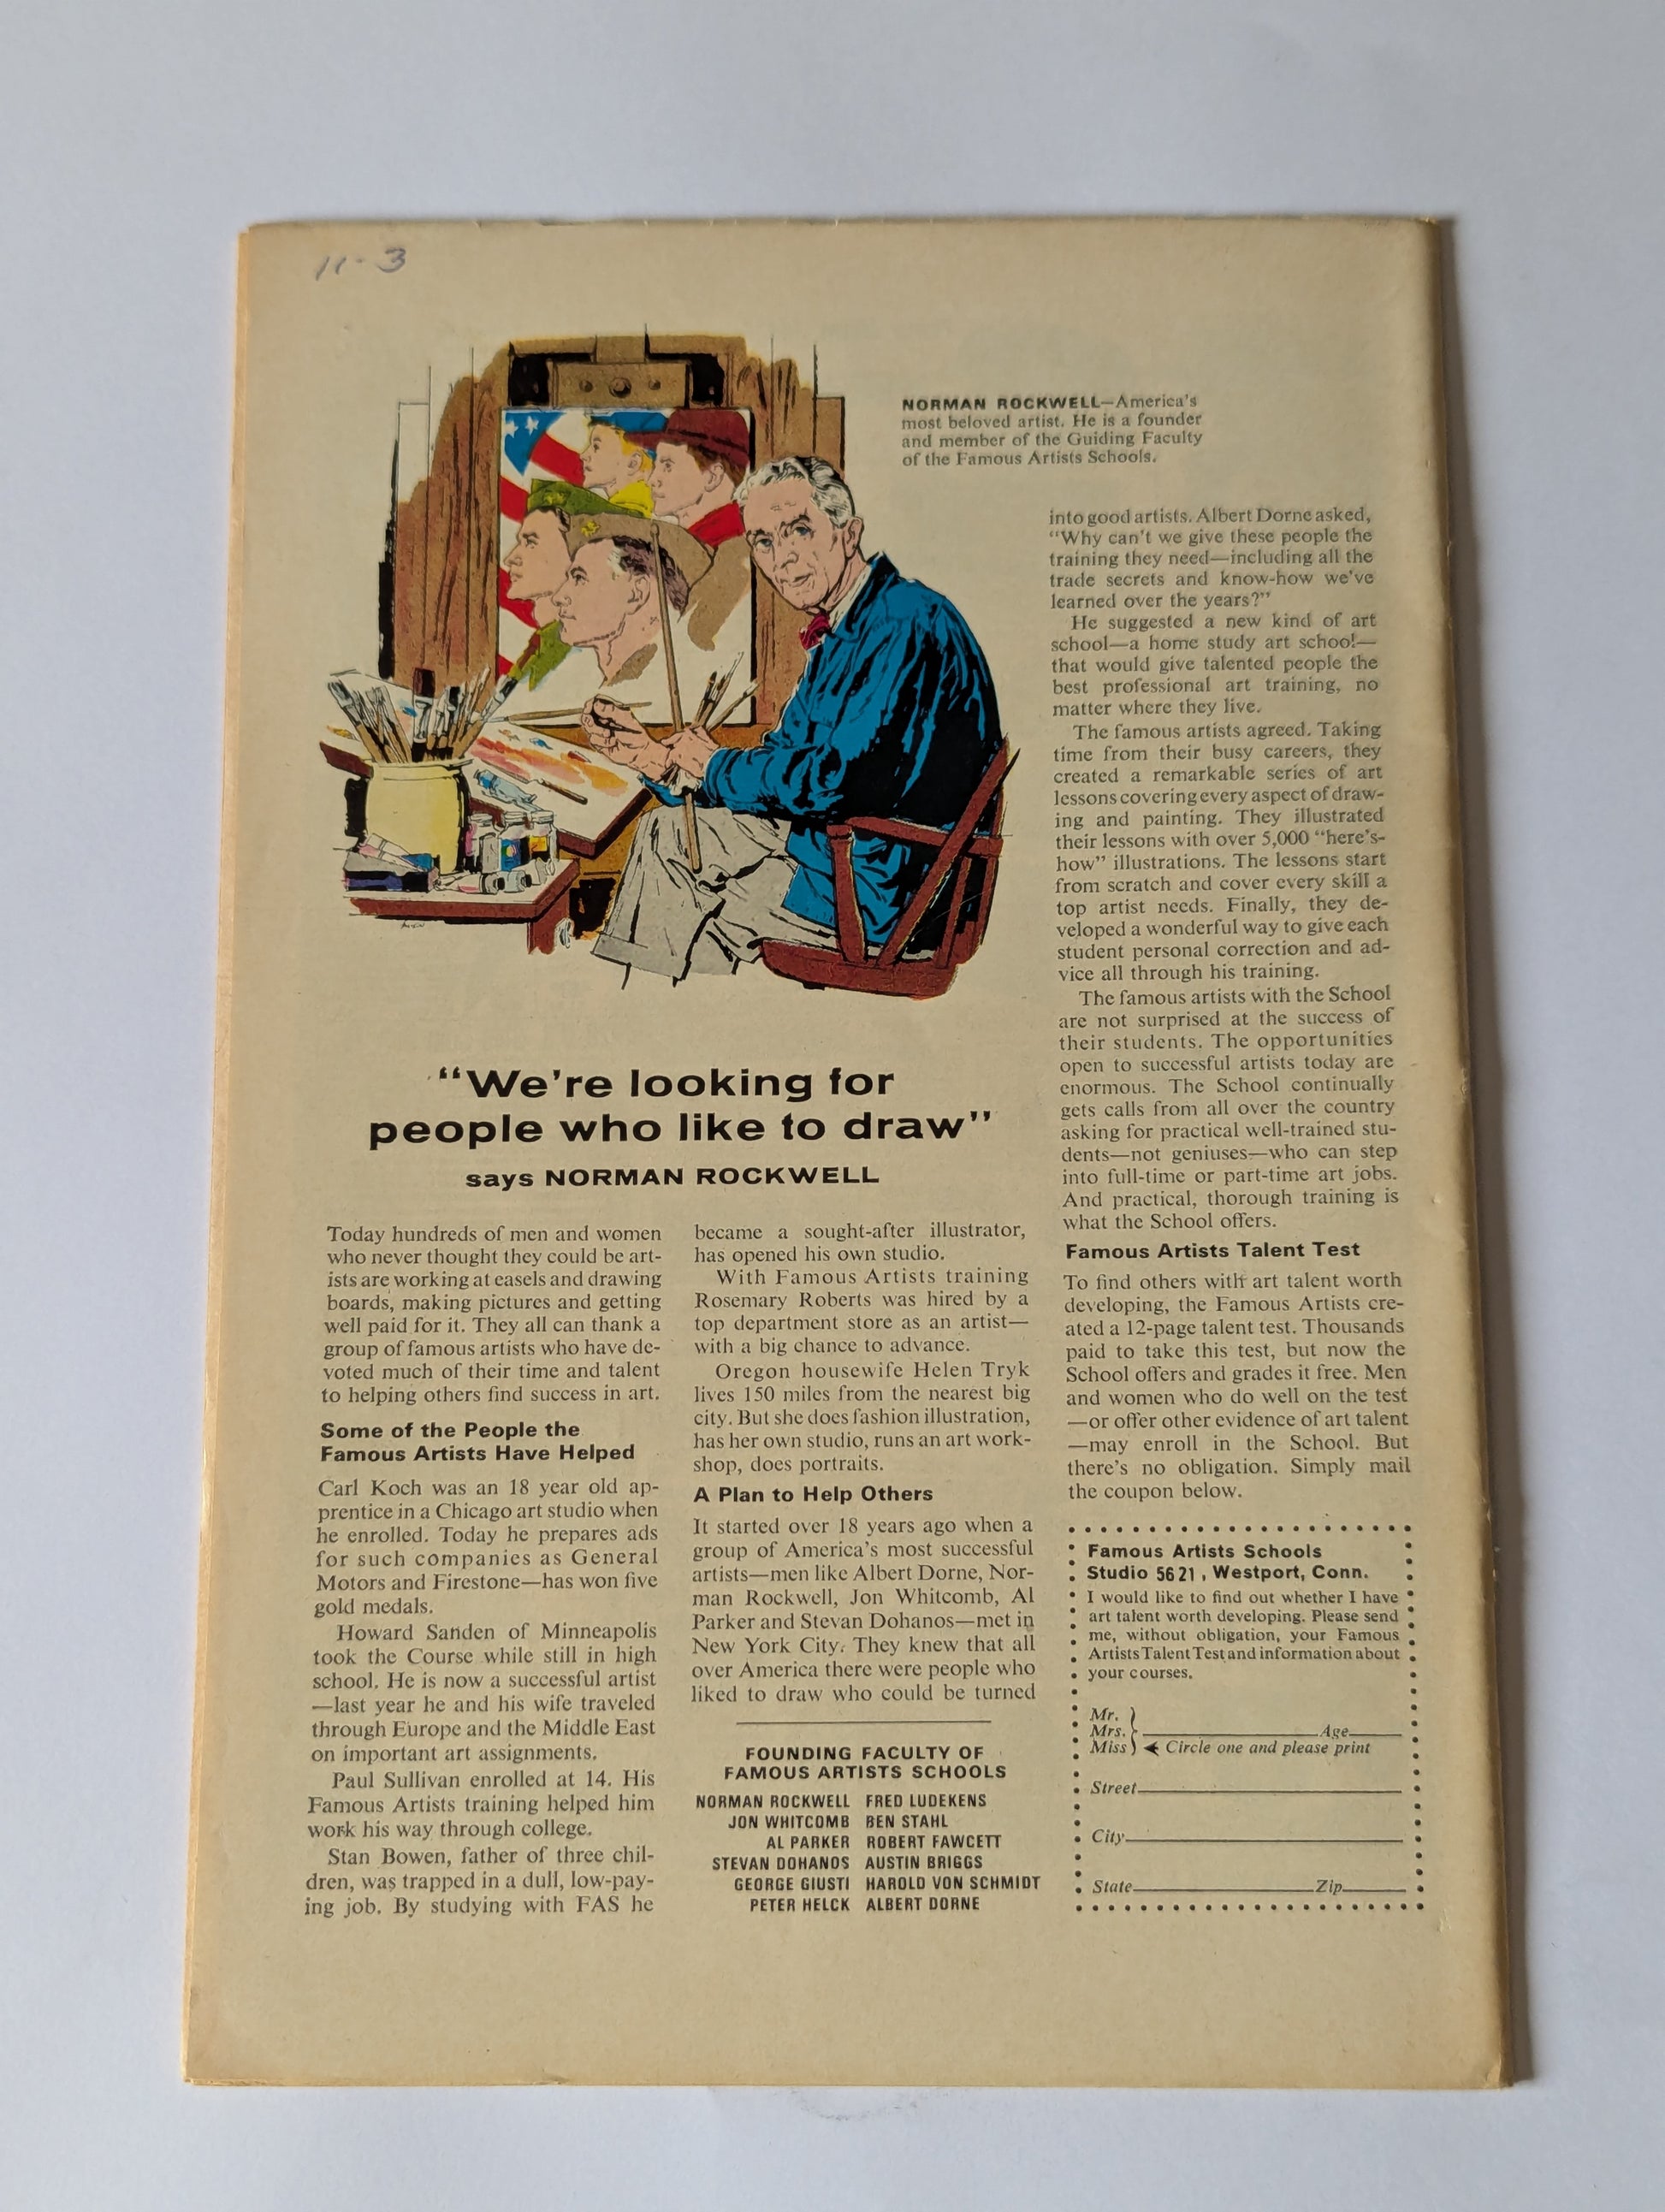 11-3
NORMAN ROCKWELL—America's
most beloved artist. He is a founder
and member of the Guiding Faculty
of the Famous Artists Schools.
"We're looking for
people who like to draw"
says NORMAN ROCKWELL
Today hundreds of men and women
who never thought they could be art-
ists are working at easels and drawing
boards, making pictures and getting
well paid for it. They all can thank a
group of famous artists who have de-
voted much of their time and talent
to helping others find success in art.
Some of the People the
Famous Artists Have Helped
Carl Koch was an 18 year old ap-
prentice in a Chicago art studio when
he enrolled. Today he prepares ads
for such companies as General
Motors and Firestone—has won five
gold medals.
Howard Sanden of Minneapolis
took the Course while still in high
school. He is now a successful artist
—last year he and his wife traveled
through Europe and the Middle East
on important art assignments.
Paul Sullivan enrolled at 14. His
Famous Artists training helped him
work his way through college.
Stan Bowen, father of three chil-
dren, was trapped in a dull, low-pay-
ing job. By studying with FAS he
became a sought-after illustrator,
has opened his own studio.
With Famous Artists training
Rosemary Roberts was hired by a
top department store as an artist—
with a big chance to advance.
Oregon housewife Helen Tryk
lives 150 miles from the nearest big
city. But she does fashion illustration,
has her own studio, runs an art work-
shop, does portraits.
A Plan to Help Others
It started over 18 years ago when a
group of America's most successful
artists—men like Albert Dorne, Nor-
man Rockwell, Jon Whitcomb, Al
Parker and Stevan Dohanos—met in
New York City. They knew that all
over America there were people who
liked to draw who could be turned
FOUNDING FACULTY OF
FAMOUS ARTISTS SCHOOLS
NORMAN ROCKWELL FRED LUDEKENS
JON WHITCOMB BEN STAHL
AL PARKER ROBERT FAWCETT
STEVAN DOHANOS AUSTIN BRIGGS
GEORGE GIUSTI HAROLD VON SCHMIDT
PETER HELCK ALBERT DORNE
into good artists. Albert Dorne asked,
"Why can't we give these people the
training they need—including all the
trade secrets and know-how we've
learned over the years?"
He suggested a new kind of art
school—a home study art school—
that would give talented people the
best professional art training, no
matter where they live.
The famous artists agreed. Taking
time from their busy careers, they
created a remarkable series of art
lessons covering every aspect of draw-
ing and painting. They illustrated
their lessons with over 5,000 "here's-
how" illustrations. The lessons start
from scratch and cover every skill a
top artist needs. Finally, they de-
veloped a wonderful way to give each
student personal correction and ad-
vice all through his training.
The famous artists with the School
are not surprised at the success of
their students. The opportunities
open to successful artists today are
enormous. The School continually
gets calls from all over the country
asking for practical well-trained stu-
dents—not geniuses—who can step
into full-time or part-time art jobs.
And practical, thorough training is
what the School offers.
Famous Artists Talent Test
To find others with art talent worth
developing, the Famous Artists cre-
ated a 12-page talent test. Thousands
paid to take this test, but now the
School offers and grades it free. Men
and women who do well on the test
—or offer other evidence of art talent
—may enroll in the School. But
there's no obligation. Simply mail
the coupon below.
Famous Artists Schools
Studio 5621, Westport, Conn.
I would like to find out whether I have
art talent worth developing. Please send
me, without obligation, your Famous
Artists Talent Test and information about
your courses.
Mr.
Mrs. Age
Miss Circle one and please print
Street
City
State Zip